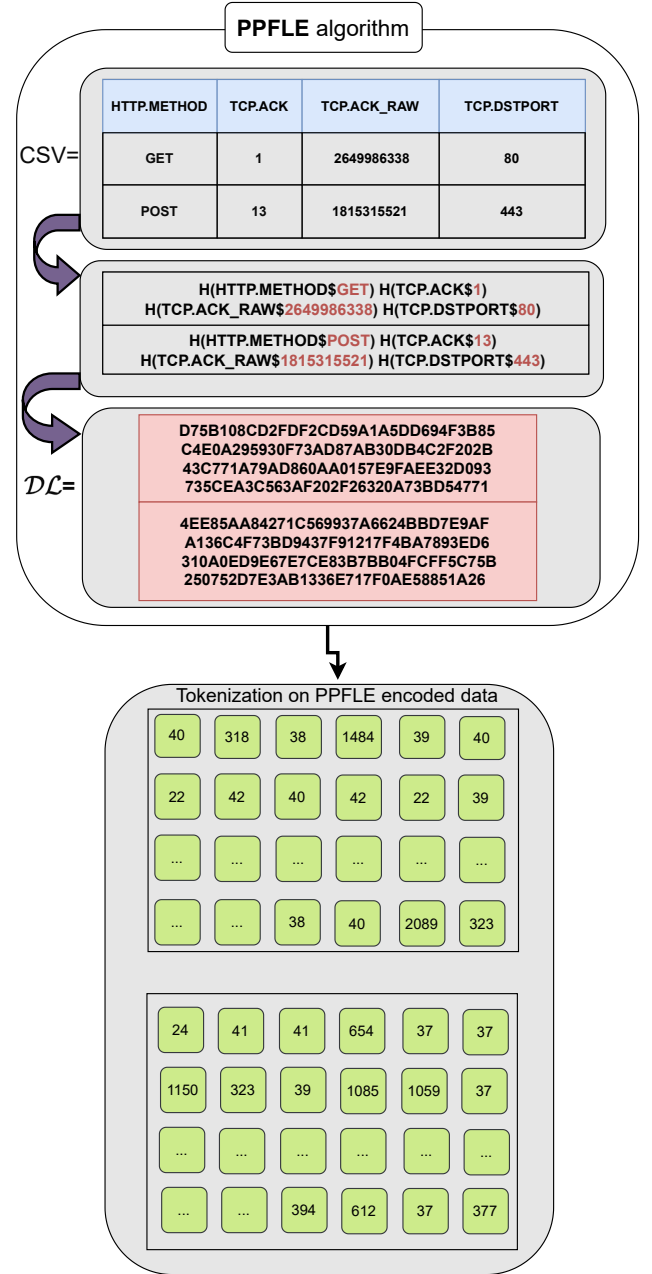 PPFLE algorithm
HTTP.METHOD TCP.ACK TCP.ACK_RAW TCP.DSTPORT
CSV=
GET 1 2649986338 80
POST 13 1815315521 443
H(HTTP.METHOD$GET) H(TCP.ACK$1)
H(TCP.ACK_RAW$2649986338) H(TCP.DSTPORT$80)
H(HTTP.METHOD$POST) H(TCP.ACK$13)
H(TCP.ACK_RAW$1815315521) H(TCP.DSTPORT$443)
𝒟ℒ=
D75B108CD2FDF2CD59A1A5DD694F3B85
C4E0A295930F73AD87AB30DB4C2F202B
43C771A79AD860AA0157E9FAEE32D093
735CEA3C563AF202F26320A73BD54771
4EE85AA84271C569937A6624BBD7E9AF
A136C4F73BD9437F91217F4BA7893ED6
310A0ED9E67E7CE83B7BB04FCFF5C75B
250752D7E3AB1336E717F0AE58851A26
Tokenization on PPFLE encoded data
40 318 38 1484 39 40
22 42 40 42 22 39
... ... ... ... ... ...
... ... 38 40 2089 323
24 41 41 654 37 37
1150 323 39 1085 1059 37
... ... ... ... ... ...
... ... 394 612 37 377